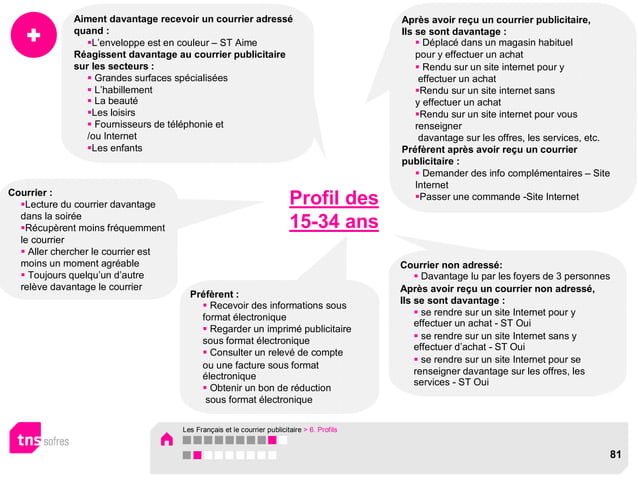 Aiment davantage recevoir un courrier adressé
quand :
▪L’enveloppe est en couleur – ST Aime
Réagissent davantage au courrier publicitaire
sur les secteurs :
▪ Grandes surfaces spécialisées
▪ L’habillement
▪ La beauté
▪Les loisirs
▪ Fournisseurs de téléphonie et
/ou Internet
▪Les enfants
Après avoir reçu un courrier publicitaire,
Ils se sont davantage :
▪ Déplacé dans un magasin habituel
pour y effectuer un achat
▪ Rendu sur un site internet pour y
effectuer un achat
▪Rendu sur un site internet sans
y effectuer un achat
▪Rendu sur un site internet pour vous
renseigner
davantage sur les offres, les services, etc.
Préfèrent après avoir reçu un courrier
publicitaire :
▪ Demander des info complémentaires – Site
Internet
▪Passer une commande -Site Internet
Courrier :
▪Lecture du courrier davantage
dans la soirée
▪Récupèrent moins fréquemment
le courrier
▪ Aller chercher le courrier est
moins un moment agréable
▪ Toujours quelqu’un d’autre
relève davantage le courrier
Profil des
15-34 ans
Préfèrent :
▪ Recevoir des informations sous
format électronique
▪ Regarder un imprimé publicitaire
sous format électronique
▪ Consulter un relevé de compte
ou une facture sous format
électronique
▪ Obtenir un bon de réduction
sous format électronique
Courrier non adressé:
▪ Davantage lu par les foyers de 3 personnes
Après avoir reçu un courrier non adressé,
Ils se sont davantage :
▪ se rendre sur un site Internet pour y
effectuer un achat - ST Oui
▪ se rendre sur un site Internet sans y
effectuer d’achat - ST Oui
▪ se rendre sur un site Internet pour se
renseigner davantage sur les offres, les
services - ST Oui
tns sofres
Les Français et le courrier publicitaire > 6. Profils
81